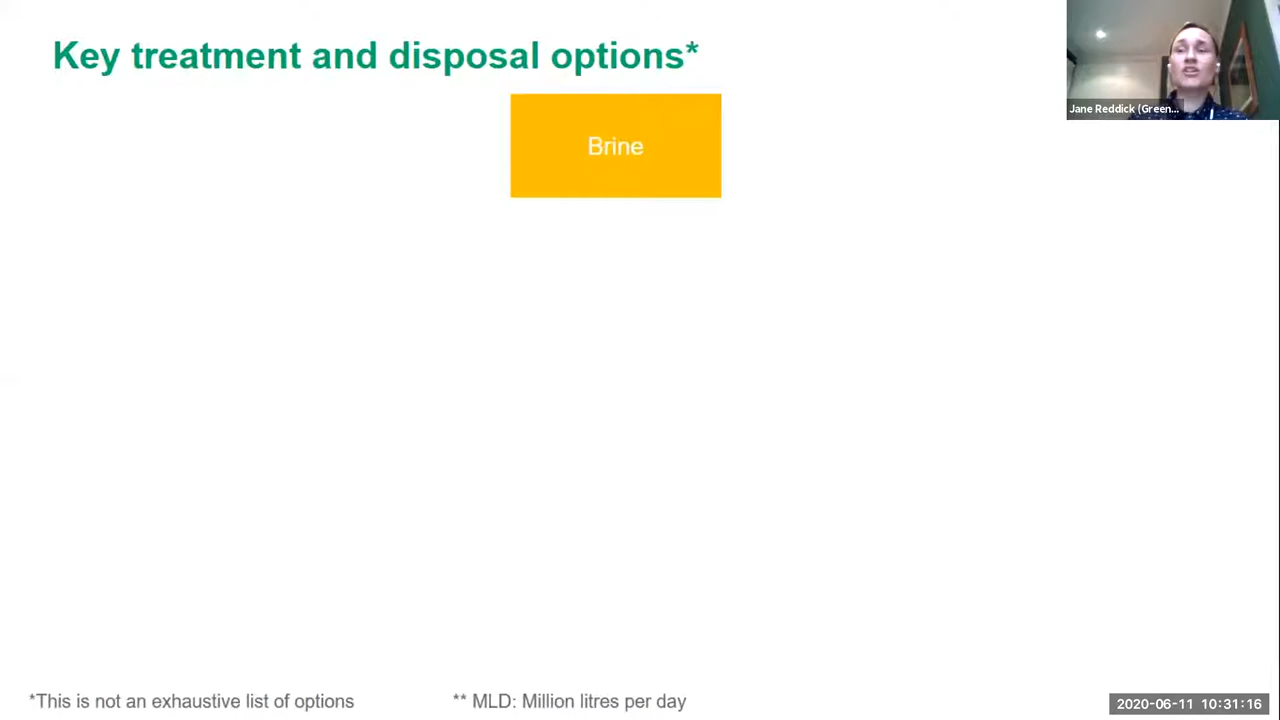 Key treatment and disposal options*
Jane Reddick (Green...
Brine
*This is not an exhaustive list of options
** MLD: Million litres per day
2020-06-11 10:31:16